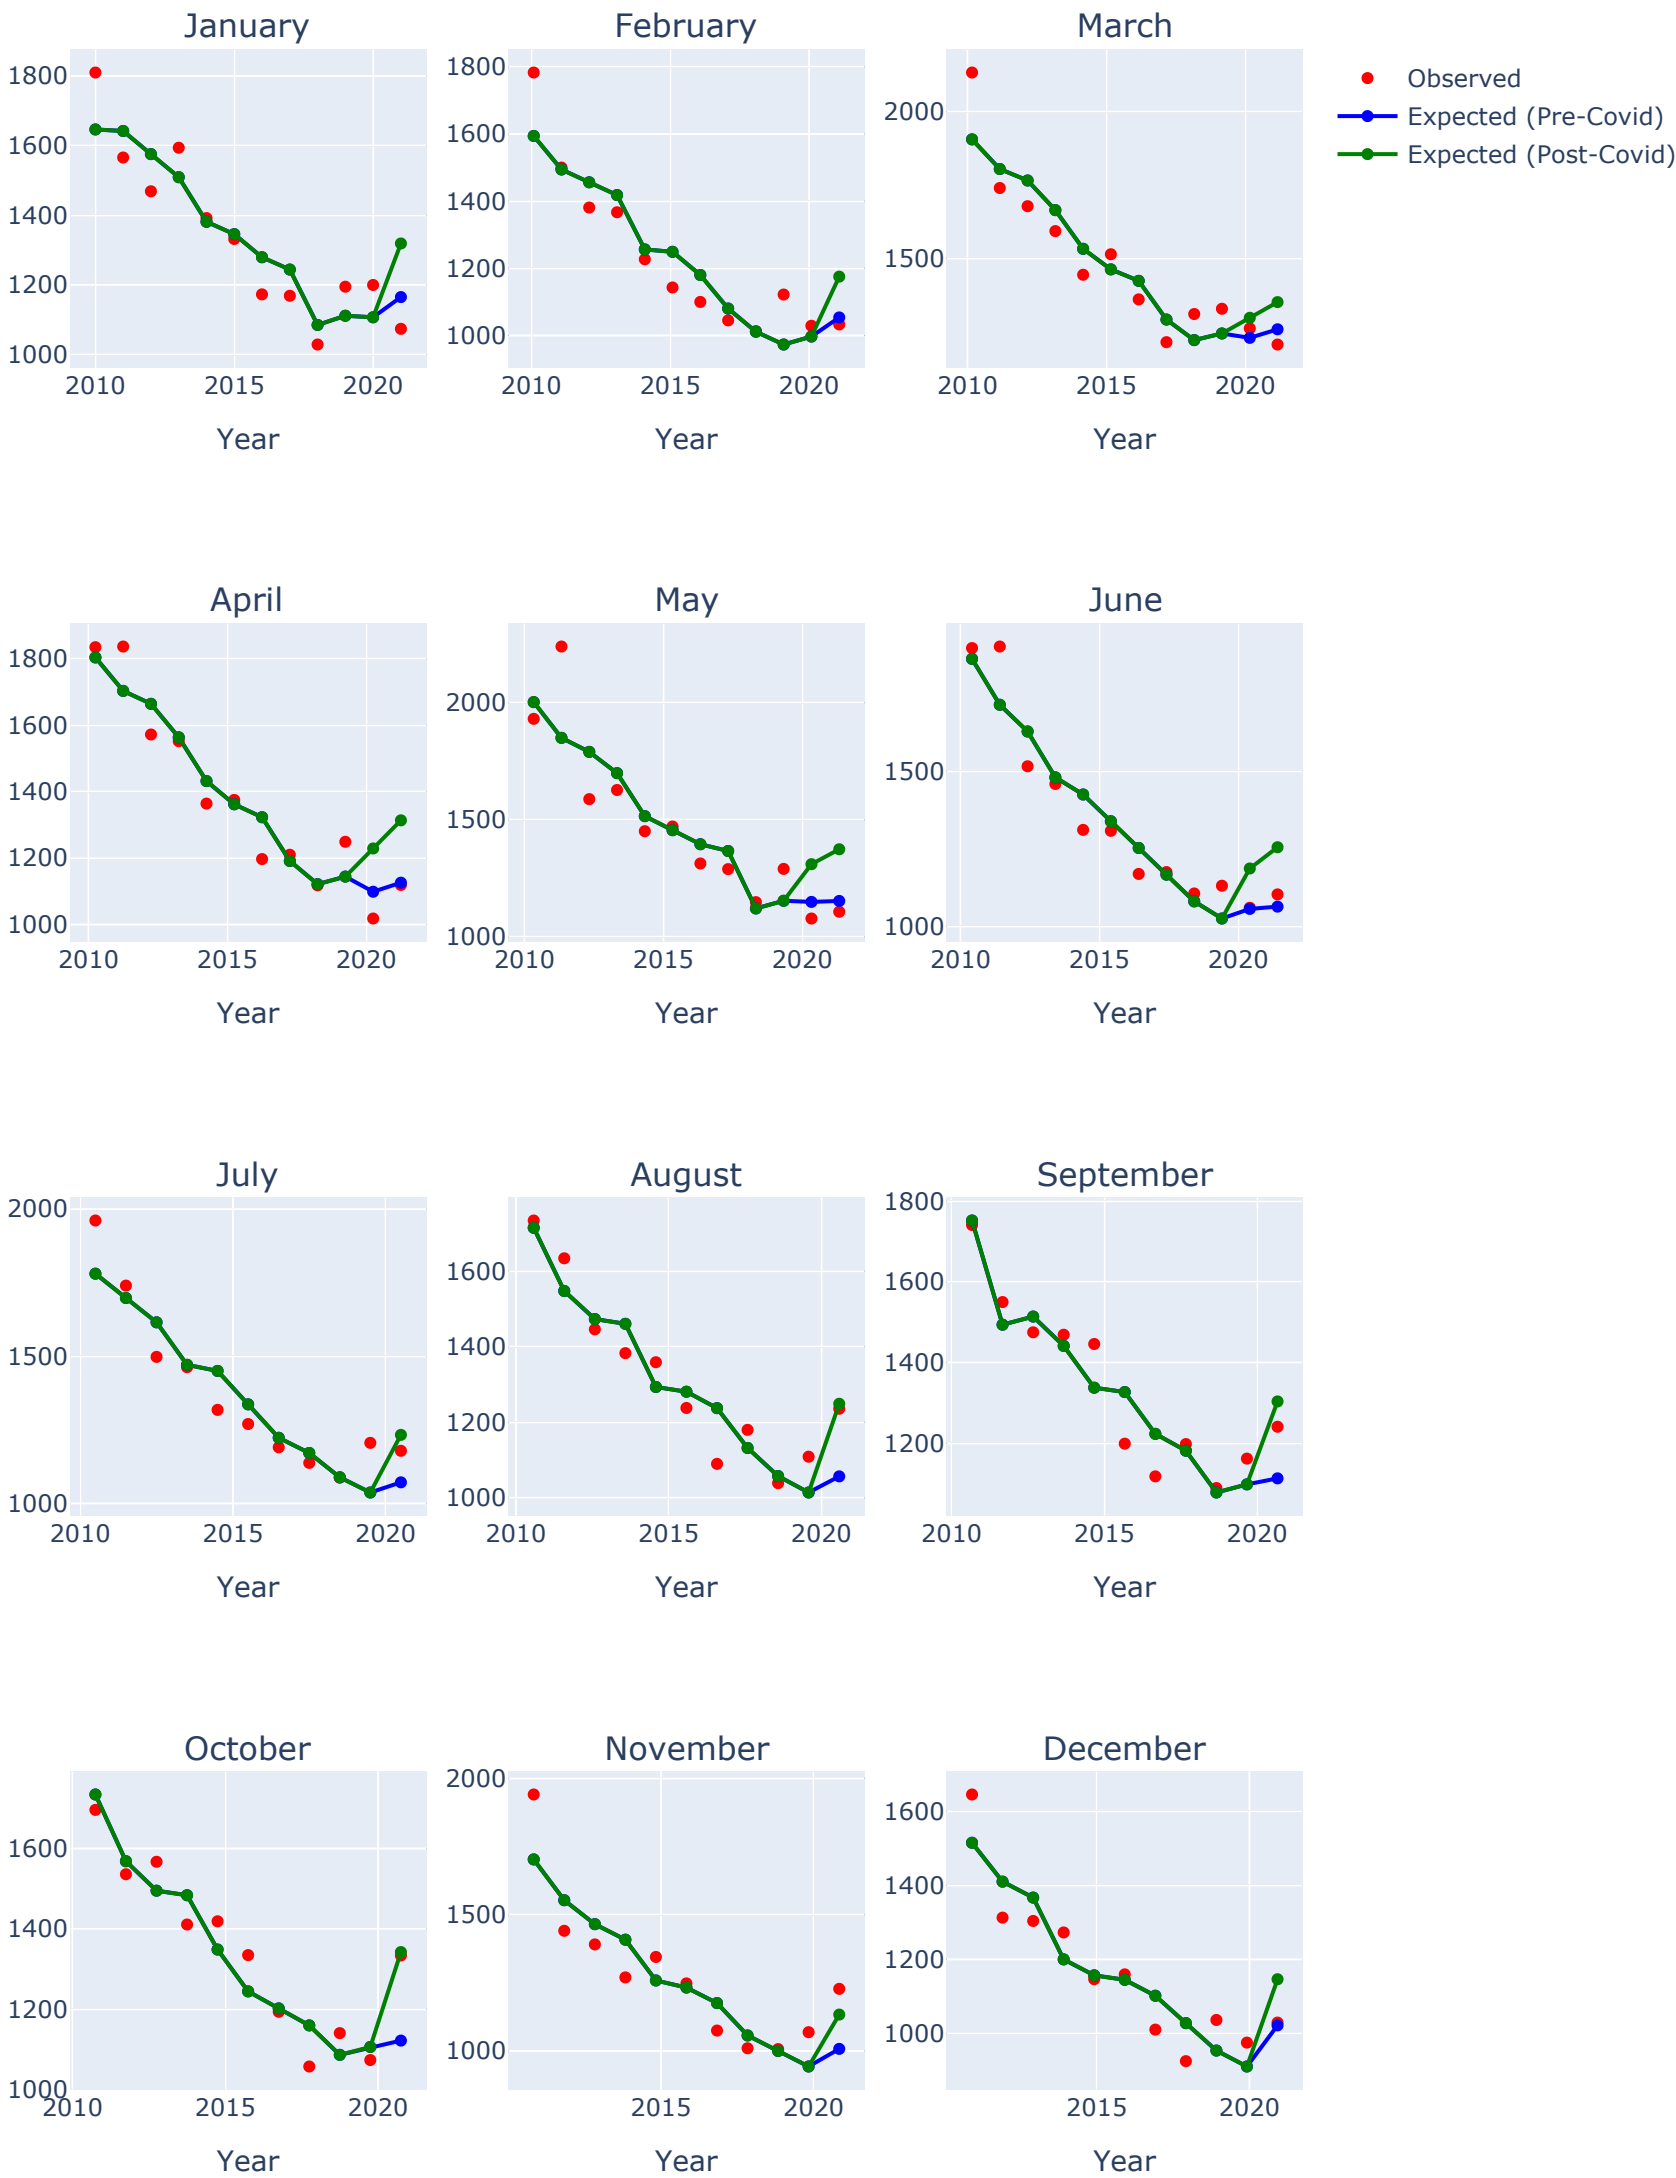 January February March
1800
1600
1400
1200
1000
2010 2015 2020
Year
1800
1600
1400
1200
1000
2010 2015 2020
Year
2000
1500
2010 2015 2020
Year
Observed
Expected (Pre-Covid)
Expected (Post-Covid)
April May June
1800
1600
1400
1200
1000
2010 2015 2020
Year
2000
1500
1000
2010 2015 2020
Year
1500
1000
2010 2015 2020
Year
July August September
2000
1500
1000
2010 2015 2020
Year
1600
1400
1200
1000
2010 2015 2020
Year
1800
1600
1400
1200
2010 2015 2020
Year
October November December
1600
1400
1200
1000
2010 2015 2020
Year
2000
1500
1000
2015 2020
Year
1600
1400
1200
1000
2015 2020
Year